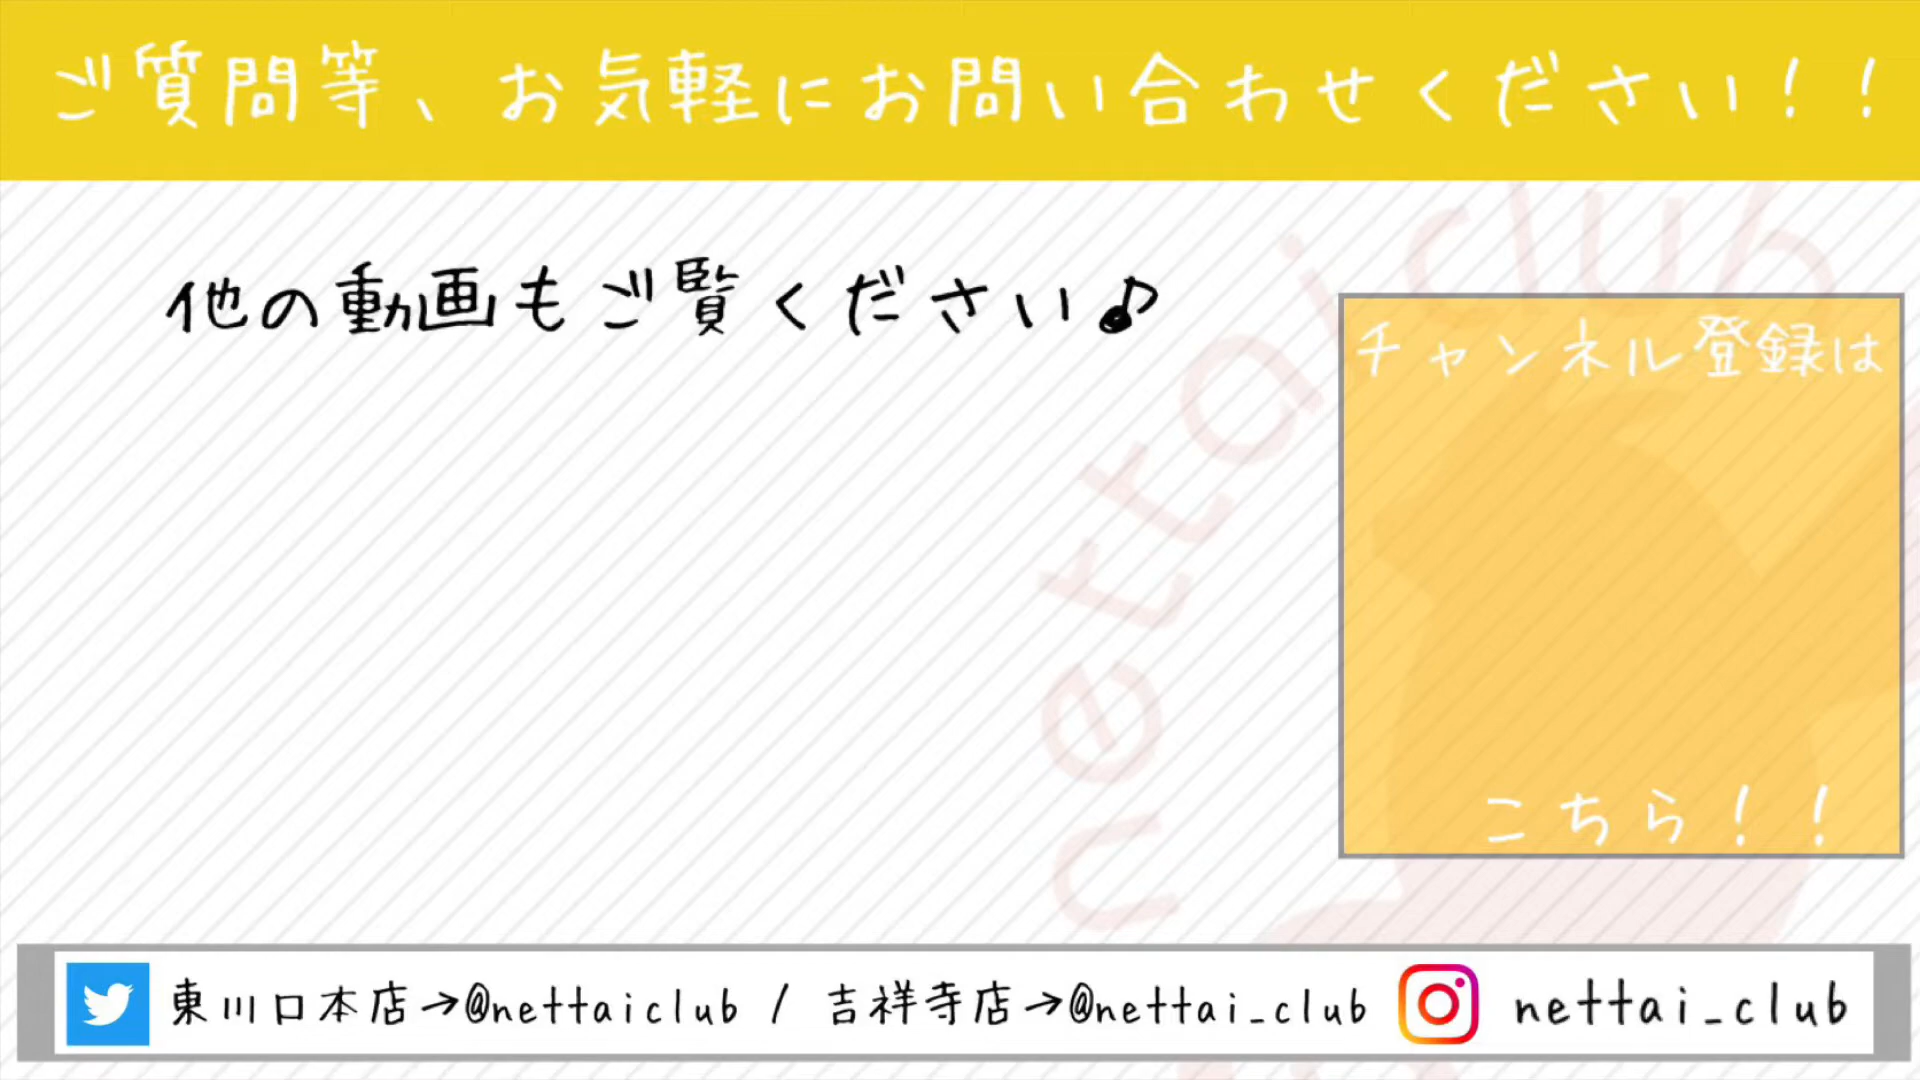 ご質問等、お気軽にお問い合わせください！！
他の動画もご覧ください♪
nettaiclub
チャンネル登録は
こちら！！
東川口本店→@nettaiclub / 吉祥寺店→@nettai_club
nettai_club